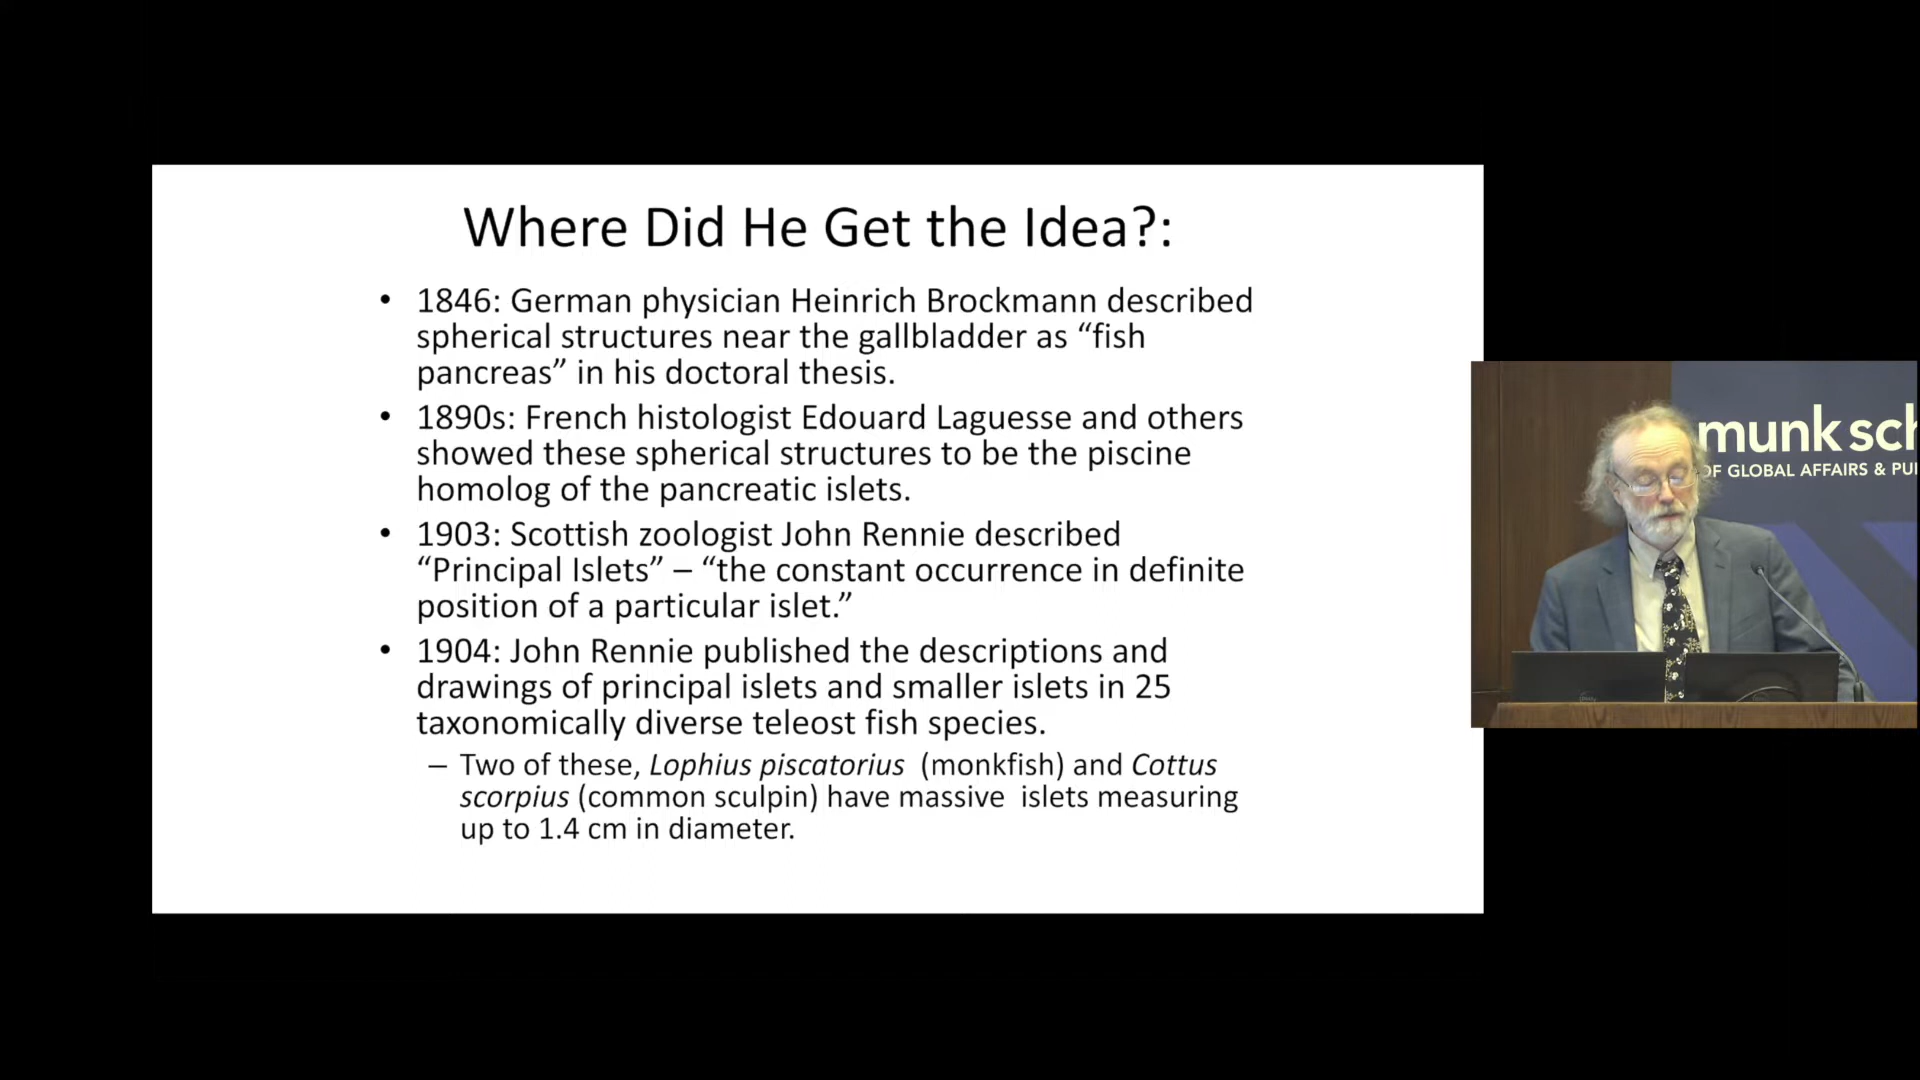 Where Did He Get the Idea?:
• 1846: German physician Heinrich Brockmann described
spherical structures near the gallbladder as “fish
pancreas” in his doctoral thesis.
• 1890s: French histologist Edouard Laguesse and others
showed these spherical structures to be the piscine
homolog of the pancreatic islets.
• 1903: Scottish zoologist John Rennie described
“Principal Islets” – “the constant occurrence in definite
position of a particular islet.”
• 1904: John Rennie published the descriptions and
drawings of principal islets and smaller islets in 25
taxonomically diverse teleost fish species.
– Two of these, Lophius piscatorius (monkfish) and Cottus
scorpius (common sculpin) have massive islets measuring
up to 1.4 cm in diameter.
munk sch
OF GLOBAL AFFAIRS & PU